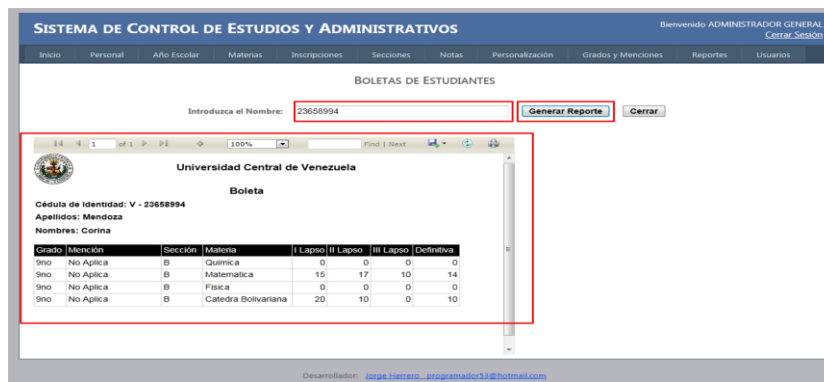 SISTEMA DE CONTROL DE ESTUDIOS Y ADMINISTRATIVOS
Bienvenido ADMINISTRADOR GENERAL
Cerrar Sesión
Inicio Personal Año Escolar Materias Inscripciones Secciones Notas Personalización Grados y Menciones Reportes Usuarios
BOLETAS DE ESTUDIANTES
Introduzca el Nombre: 23658994 Generar Reporte Cerrar
1 of 1 100% Find | Next
Universidad Central de Venezuela
Boleta
Cédula de Identidad: V - 23658994
Apellidos: Mendoza
Nombres: Corina
Grado Mención Sección Materia I Lapso II Lapso III Lapso Definitiva
9no No Aplica B Quimica 0 0 0 0
9no No Aplica B Matematica 15 17 10 14
9no No Aplica B Fisica 0 0 0 0
9no No Aplica B Catedra Bolivariana 20 10 0 10
Desarrollador: Jorge Herrero programador53@hotmail.com